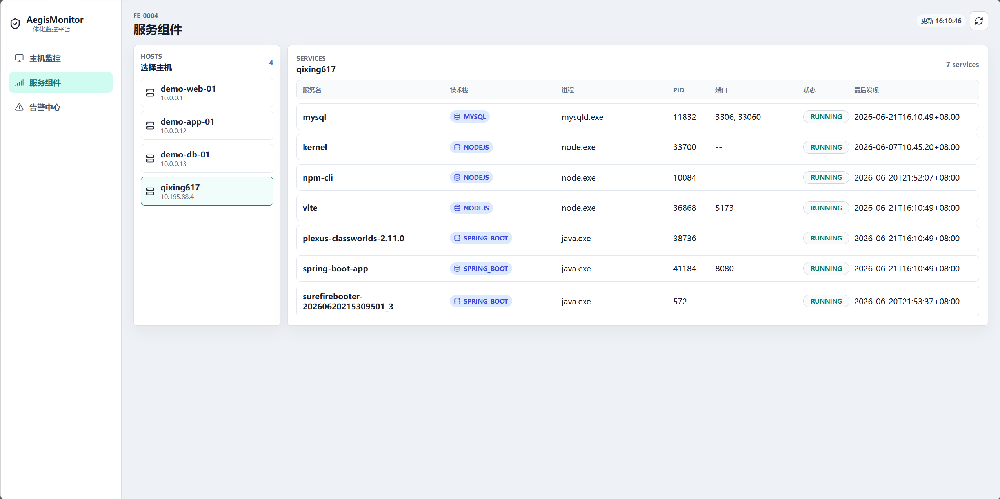 AegisMonitor
一体化监控平台
主机监控
服务组件
告警中心
FE-0004
服务组件
更新 16:10:46
HOSTS
选择主机
4
demo-web-01
10.0.0.11
demo-app-01
10.0.0.12
demo-db-01
10.0.0.13
qixing617
10.195.88.4
SERVICES
qixing617
7 services
服务名 技术栈 进程 PID 端口 状态 最后发现
mysql MYSQL mysqld.exe 11832 3306, 33060 RUNNING 2026-06-21T16:10:49+08:00
kernel NODEJS node.exe 33700 -- RUNNING 2026-06-07T10:45:20+08:00
npm-cli NODEJS node.exe 10084 -- RUNNING 2026-06-20T21:52:07+08:00
vite NODEJS node.exe 36868 5173 RUNNING 2026-06-21T16:10:49+08:00
plexus-classworlds-2.11.0 SPRING_BOOT java.exe 38736 -- RUNNING 2026-06-21T16:10:49+08:00
spring-boot-app SPRING_BOOT java.exe 41184 8080 RUNNING 2026-06-21T16:10:49+08:00
surefirebooter-
20260620215309501_3 SPRING_BOOT java.exe 572 -- RUNNING 2026-06-20T21:53:37+08:00